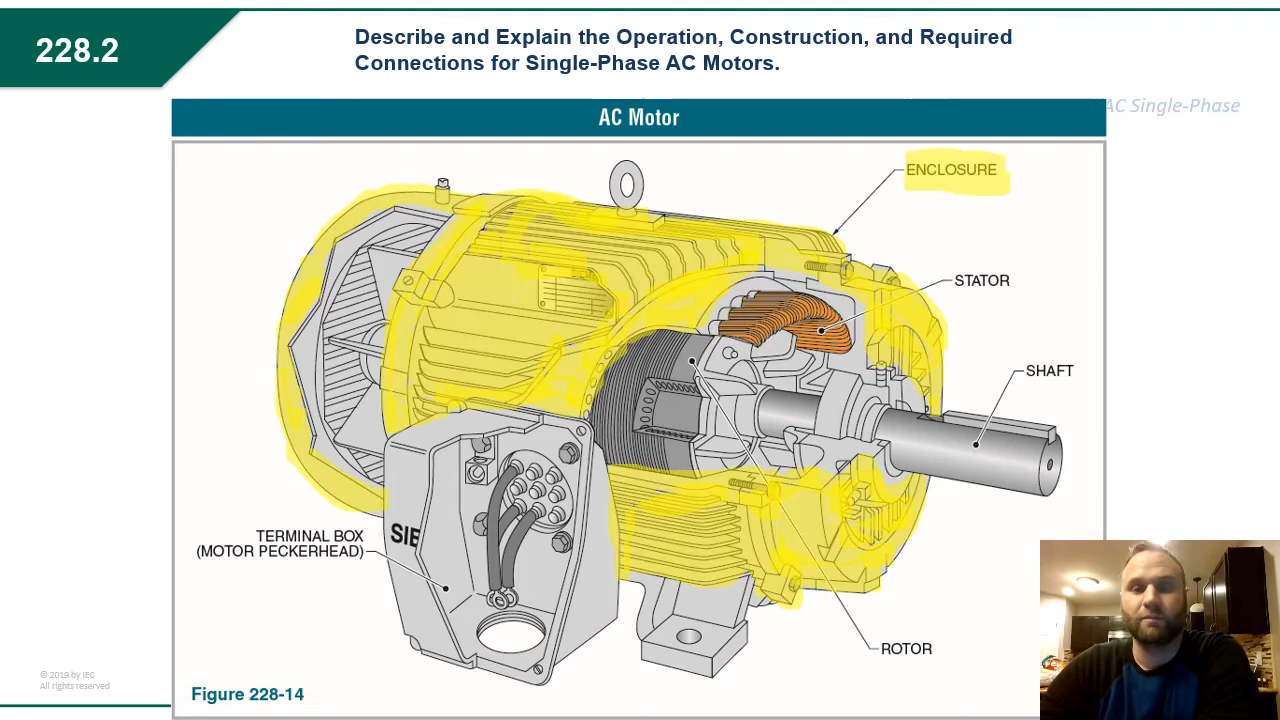 228.2
Describe and Explain the Operation, Construction, and Required
Connections for Single-Phase AC Motors.
AC Single-Phase
AC Motor
ENCLOSURE
STATOR
SHAFT
TERMINAL BOX
(MOTOR PECKERHEAD)
SIE
ROTOR
© 2019 by IEC
All rights reserved
Figure 228-14